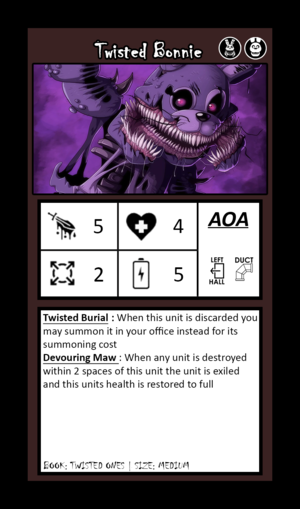 Twisted Bonnie
5 4 AOA
2 5 LEFT HALL DUCT
Twisted Burial : When this unit is discarded you
may summon it in your office instead for its
summoning cost
Devouring Maw : When any unit is destroyed
within 2 spaces of this unit the unit is exiled
and this units health is restored to full
BOOK: TWISTED ONES | SIZE: MEDIUM